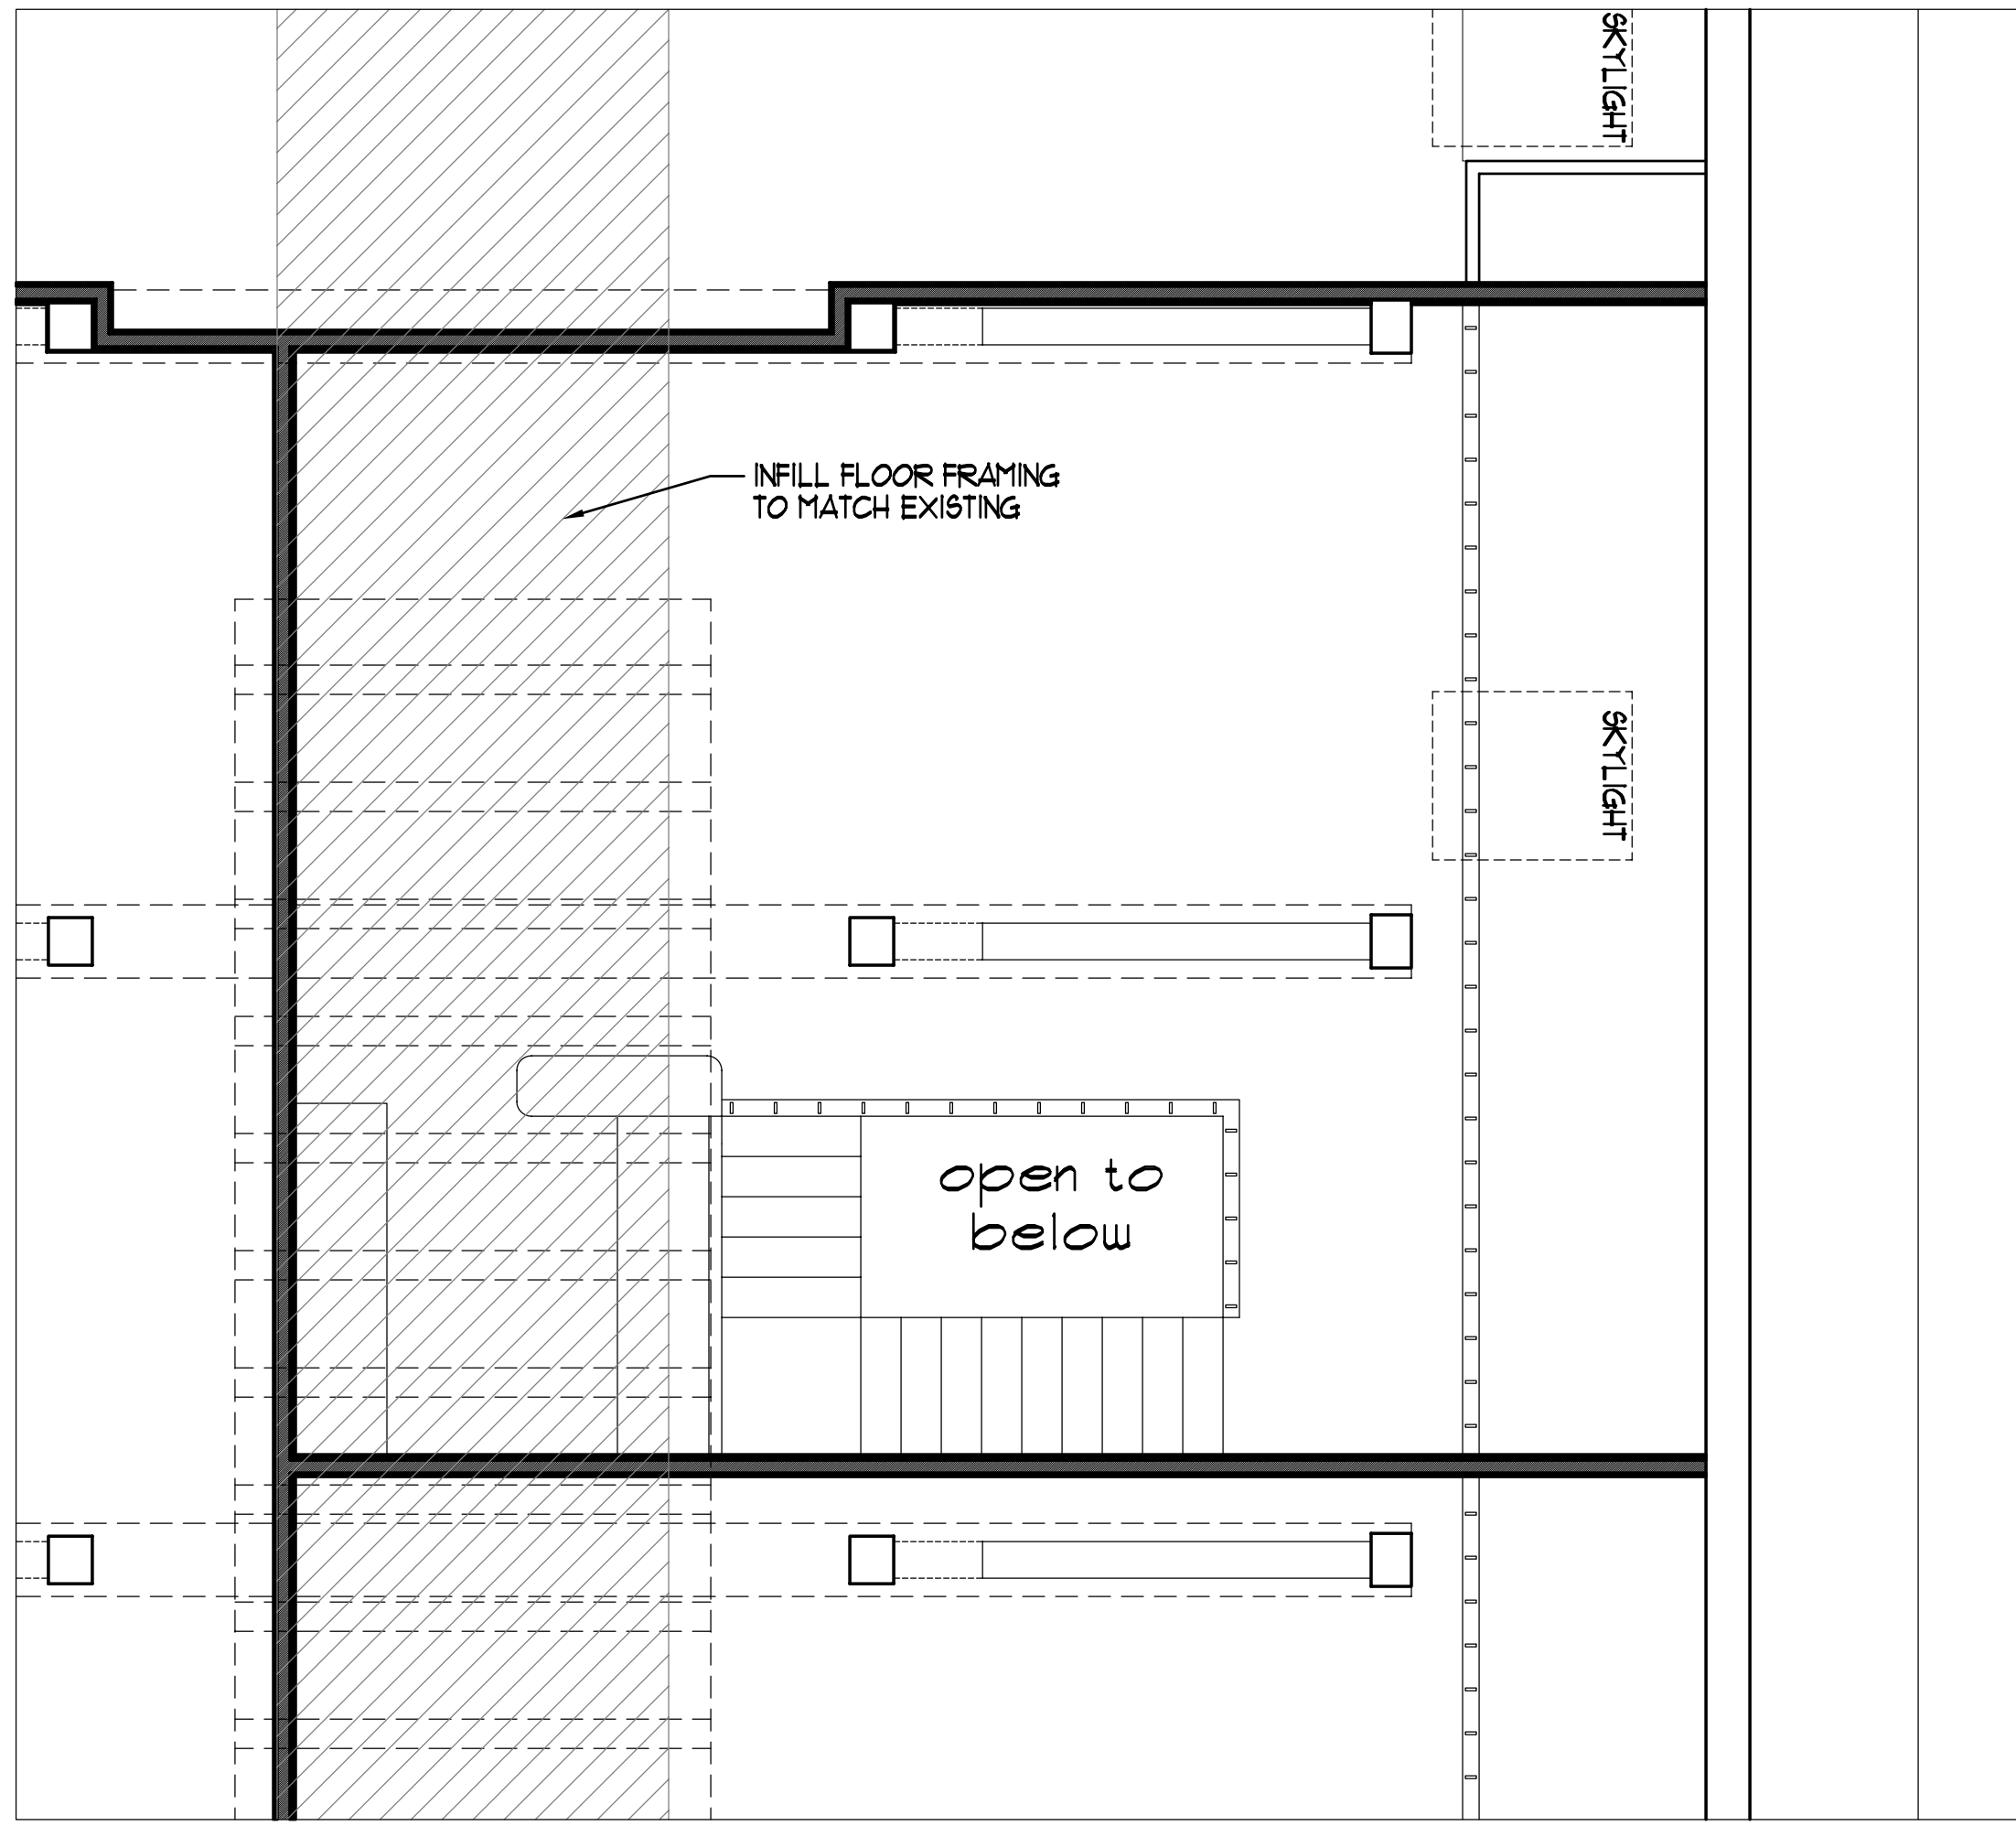 SKYLIGHT
INFILL FLOOR FRAMING
TO MATCH EXISTING
SKYLIGHT
open to
below